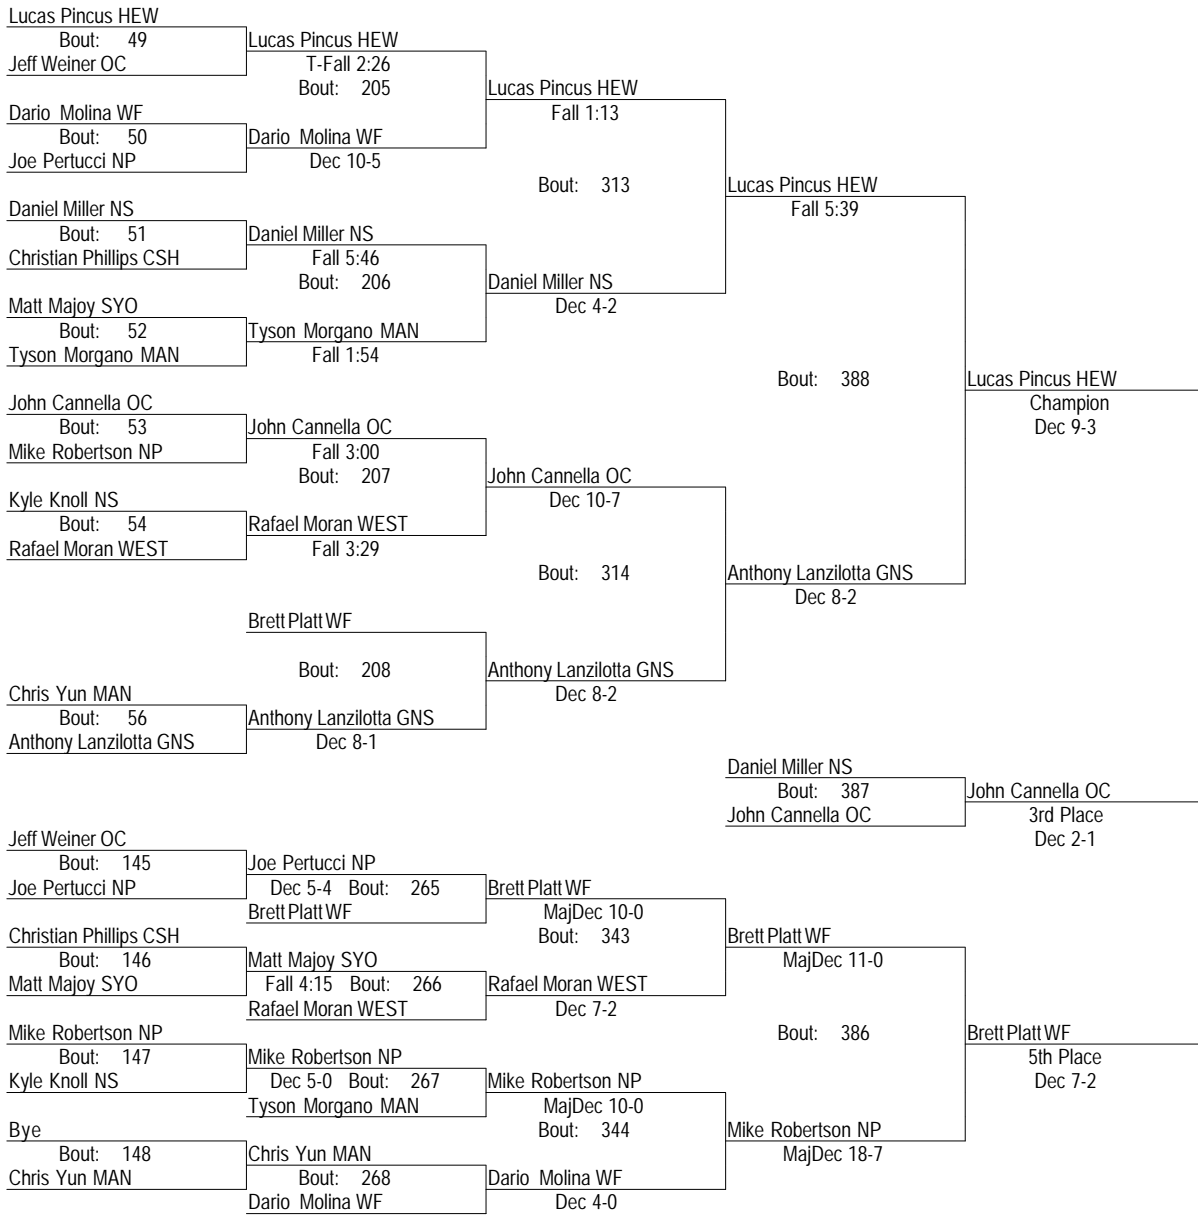 Lucas Pincus HEW
Bout: 49
Jeff Weiner OC
Lucas Pincus HEW
T-Fall 2:26
Bout: 205
Dario Molina WF
Bout: 50
Joe Pertucci NP
Dario Molina WF
Dec 10-5
Lucas Pincus HEW
Fall 1:13
Bout: 313
Daniel Miller NS
Bout: 51
Christian Phillips CSH
Daniel Miller NS
Fall 5:46
Bout: 206
Matt Majoy SYO
Bout: 52
Tyson Morgano MAN
Tyson Morgano MAN
Fall 1:54
Daniel Miller NS
Dec 4-2
Lucas Pincus HEW
Fall 5:39
Bout: 388
Lucas Pincus HEW
Champion
Dec 9-3
John Cannella OC
Bout: 53
Mike Robertson NP
John Cannella OC
Fall 3:00
Bout: 207
Kyle Knoll NS
Bout: 54
Rafael Moran WEST
Rafael Moran WEST
Fall 3:29
John Cannella OC
Dec 10-7
Bout: 314
Anthony Lanzilotta GNS
Dec 8-2
Brett Platt WF
Bout: 208
Chris Yun MAN
Bout: 56
Anthony Lanzilotta GNS
Anthony Lanzilotta GNS
Dec 8-1
Anthony Lanzilotta GNS
Dec 8-2
Daniel Miller NS
Bout: 387
John Cannella OC
John Cannella OC
3rd Place
Dec 2-1
Jeff Weiner OC
Bout: 145
Joe Pertucci NP
Joe Pertucci NP
Dec 5-4 Bout: 265
Brett Platt WF
Brett Platt WF
MajDec 10-0
Bout: 343
Christian Phillips CSH
Bout: 146
Matt Majoy SYO
Matt Majoy SYO
Fall 4:15 Bout: 266
Rafael Moran WEST
Rafael Moran WEST
Dec 7-2
Brett Platt WF
MajDec 11-0
Bout: 386
Brett Platt WF
5th Place
Dec 7-2
Mike Robertson NP
Bout: 147
Kyle Knoll NS
Mike Robertson NP
Dec 5-0 Bout: 267
Tyson Morgano MAN
Mike Robertson NP
MajDec 10-0
Bout: 344
Mike Robertson NP
MajDec 18-7
Bye
Bout: 148
Chris Yun MAN
Chris Yun MAN
Bout: 268
Dario Molina WF
Dario Molina WF
Dec 4-0